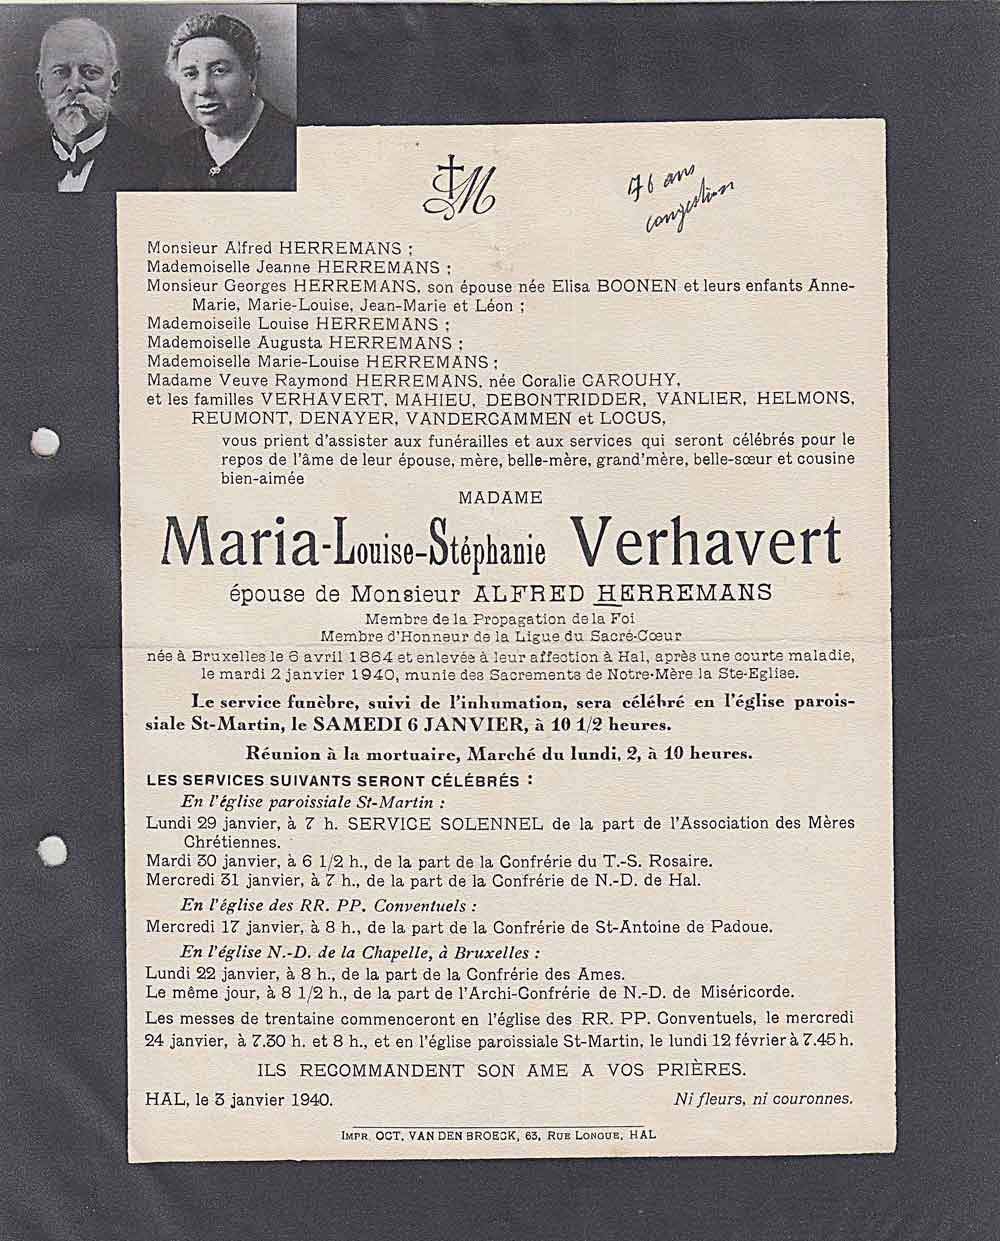 M
76 ans
congestion
Monsieur Alfred HERREMANS ;
Mademoiselle Jeanne HERREMANS ;
Monsieur Georges HERREMANS, son épouse née Elisa BOONEN et leurs enfants Anne-
Marie, Marie-Louise, Jean-Marie et Léon ;
Mademoiselle Louise HERREMANS ;
Mademoiselle Augusta HERREMANS ;
Mademoiselle Marie-Louise HERREMANS ;
Madame Veuve Raymond HERREMANS, née Coralie CAROUHY,
et les familles VERHAVERT, MAHIEU, DEBONTRIDDER, VANLIER, HELMONS,
REUMONT, DENAYER, VANDERCAMMEN et LOCUS,
vous prient d'assister aux funérailles et aux services qui seront célébrés pour le
repos de l'âme de leur épouse, mère, belle-mère, grand'mère, belle-sœur et cousine
bien-aimée
MADAME
Maria-Louise-Stéphanie Verhavert
épouse de Monsieur ALFRED HERREMANS
Membre de la Propagation de la Foi
Membre d'Honneur de la Ligue du Sacré-Cœur
née à Bruxelles le 6 avril 1864 et enlevée à leur affection à Hal, après une courte maladie,
le mardi 2 janvier 1940, munie des Sacrements de Notre-Mère la Ste-Eglise.
Le service funèbre, suivi de l'inhumation, sera célébré en l'église parois-
siale St-Martin, le SAMEDI 6 JANVIER, à 10 1/2 heures.
Réunion à la mortuaire, Marché du lundi, 2, à 10 heures.
LES SERVICES SUIVANTS SERONT CÉLÉBRÉS :
En l'église paroissiale St-Martin :
Lundi 29 janvier, à 7 h. SERVICE SOLENNEL de la part de l'Association des Mères
Chrétiennes.
Mardi 30 janvier, à 6 1/2 h., de la part de la Confrérie du T.-S. Rosaire.
Mercredi 31 janvier, à 7 h., de la part de la Confrérie de N.-D. de Hal.
En l'église des RR. PP. Conventuels :
Mercredi 17 janvier, à 8 h., de la part de la Confrérie de St-Antoine de Padoue.
En l'église N.-D. de la Chapelle, à Bruxelles :
Lundi 22 janvier, à 8 h., de la part de la Confrérie des Ames.
Le même jour, à 8 1/2 h., de la part de l'Archi-Confrérie de N.-D. de Miséricorde.
Les messes de trentaine commenceront en l'église des RR. PP. Conventuels, le mercredi
24 janvier, à 7.30 h. et 8 h., et en l'église paroissiale St-Martin, le lundi 12 février à 7.45 h.
ILS RECOMMANDENT SON AME A VOS PRIÈRES.
HAL, le 3 janvier 1940.
Ni fleurs, ni couronnes.
IMPR. OCT. VAN DEN BROECK, 63, RUE LONGUE, HAL